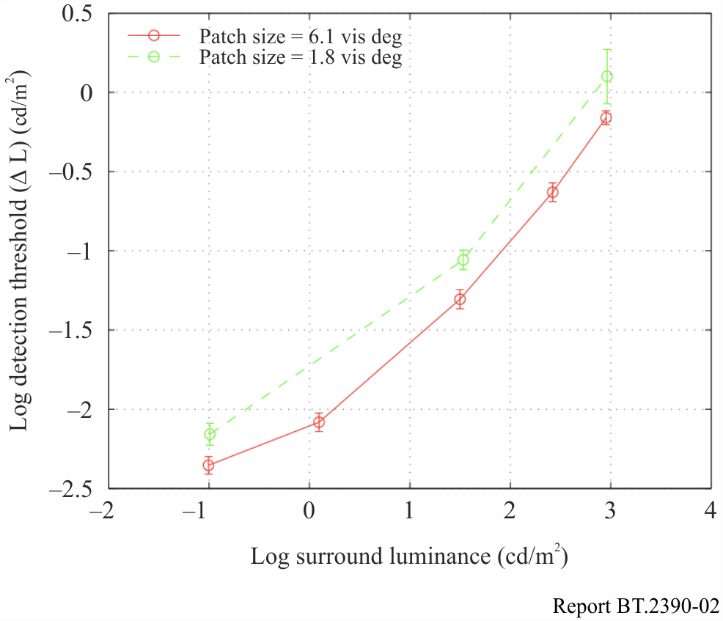 0.5
Patch size = 6.1 vis deg
Patch size = 1.8 vis deg
0
–0.5
–1
–1.5
–2
–2.5
–2 –1 0 1 2 3 4
Log detection threshold (Δ L) (cd/m²)
Log surround luminance (cd/m²)
Report BT.2390-02